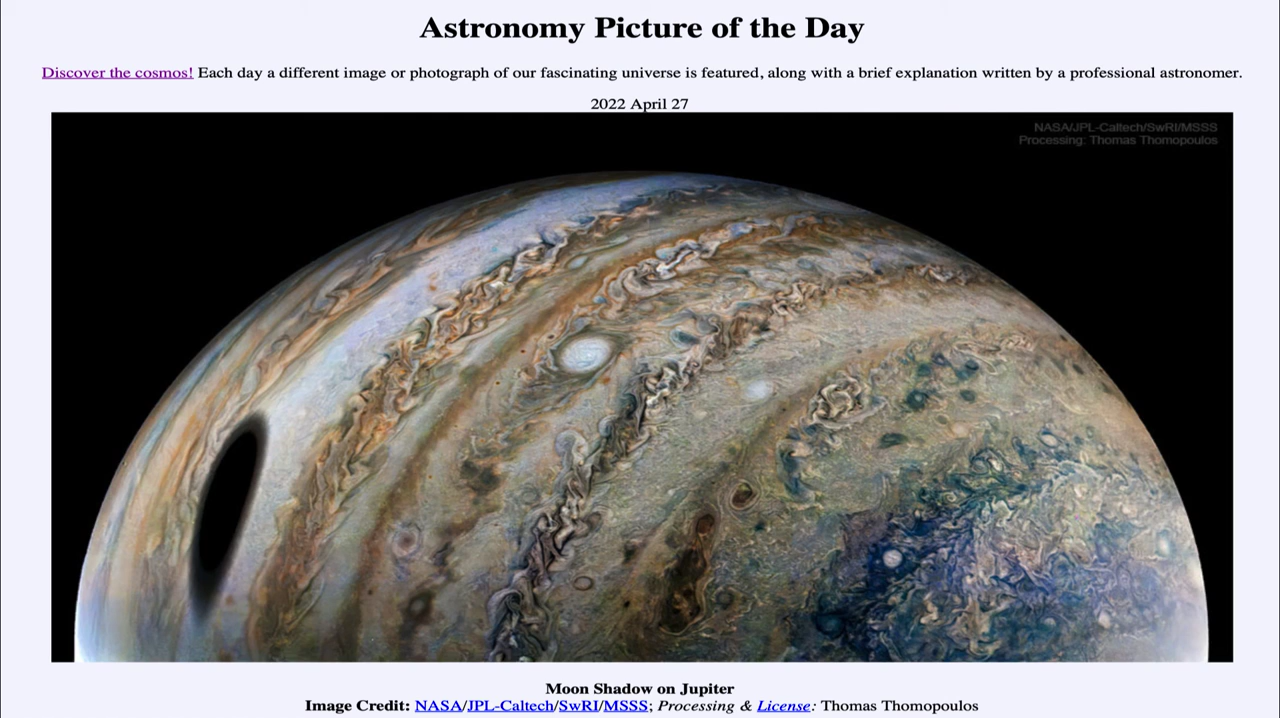 Astronomy Picture of the Day
Discover the cosmos! Each day a different image or photograph of our fascinating universe is featured, along with a brief explanation written by a professional astronomer.
2022 April 27
NASA/JPL-Caltech/SwRI/MSSS
Processing: Thomas Thomopoulos
Moon Shadow on Jupiter
Image Credit: NASA/JPL-Caltech/SwRI/MSSS; Processing & License: Thomas Thomopoulos